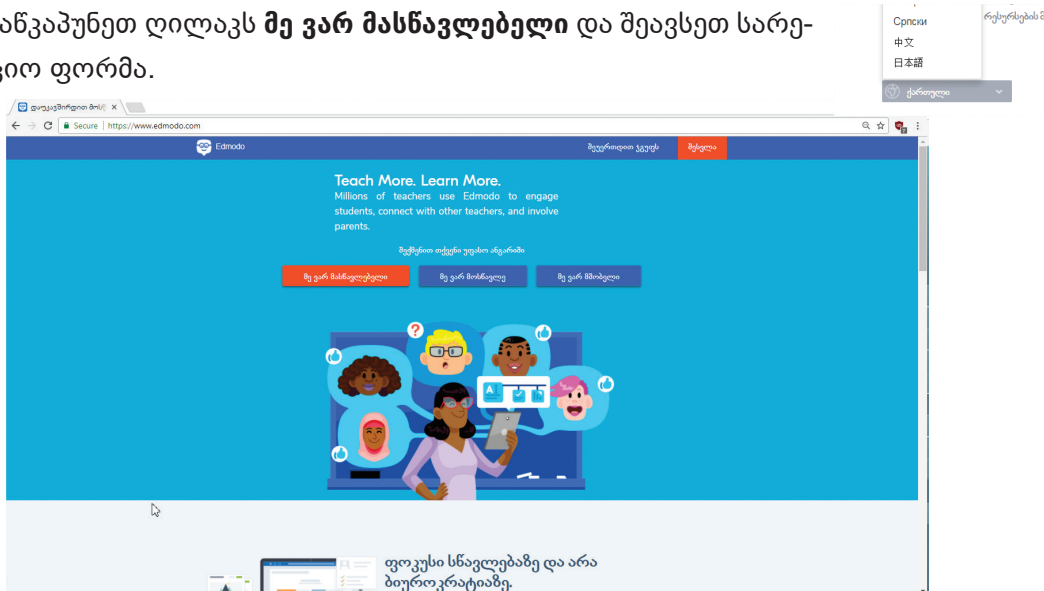 აწკაპუნეთ ღილაკს მე ვარ მასწავლებელი და შეავსეთ სარე-
იო ფორმა.
Српски
中文
日本語
ქართული
Secure | https://www.edmodo.com
Edmodo
შეუერთდით ჯგუფს
შესვლა
Teach More. Learn More.
Millions of teachers use Edmodo to engage
students, connect with other teachers, and involve
parents.
შექმენით თქვენი უფასო ანგარიში
მე ვარ მასწავლებელი
მე ვარ მოსწავლე
მე ვარ მშობელი
ფოკუსი სწავლებაზე და არა
ბიუროკრატიაზე.